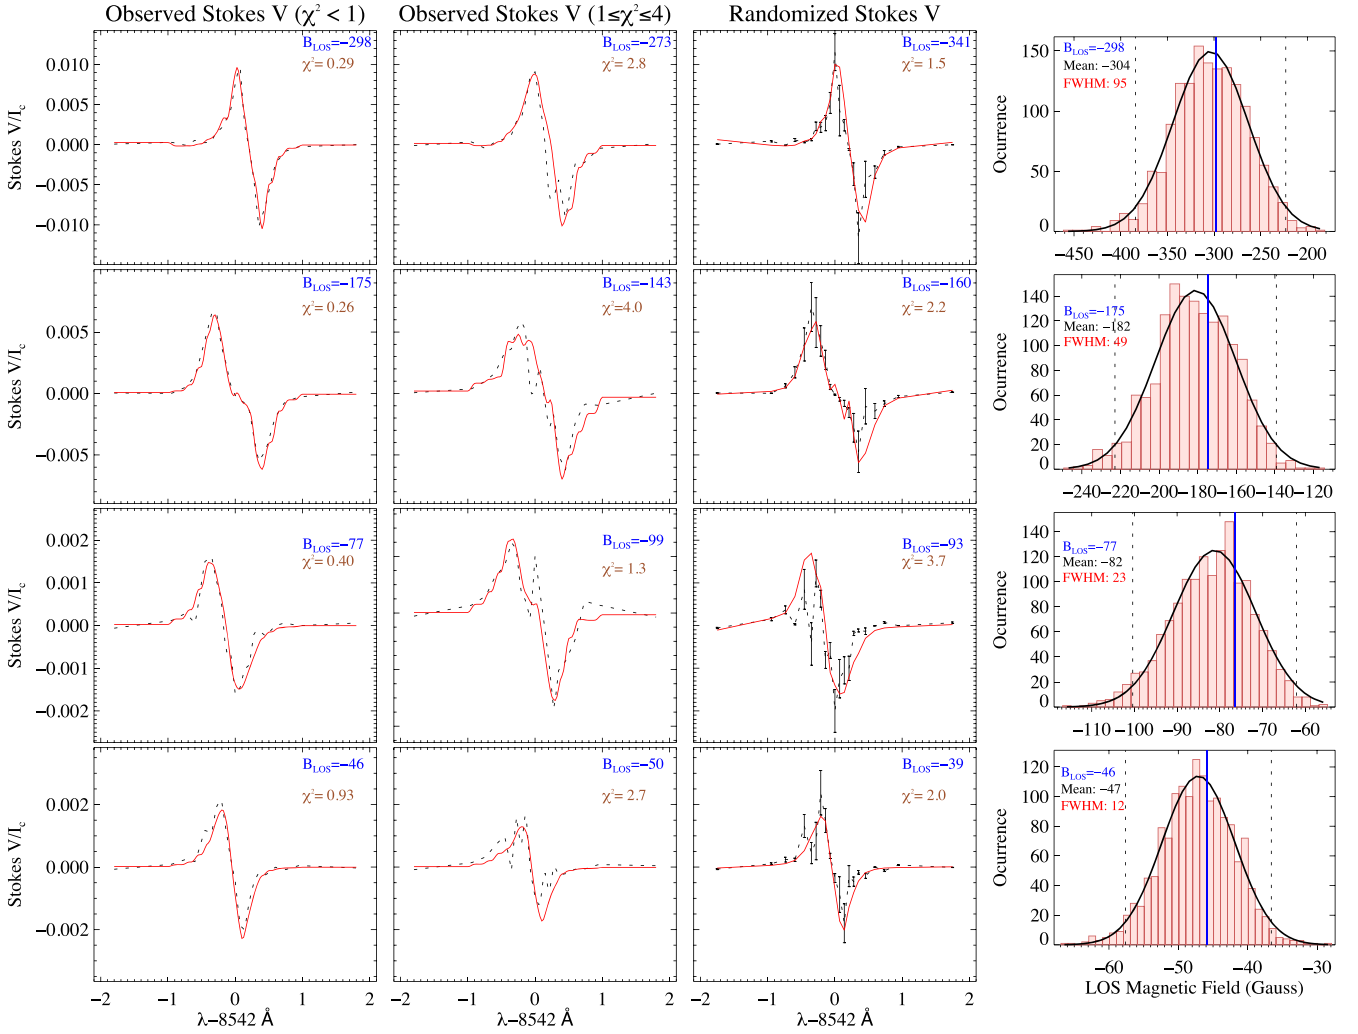 Observed Stokes V (χ² < 1)
Observed Stokes V (1≤χ²≤4)
Randomized Stokes V
Stokes V/I_c
0.010
0.005
0.000
−0.005
−0.010
B_LOS=−298
χ²= 0.29
B_LOS=−273
χ²= 2.8
B_LOS=−341
χ²= 1.5
Ocurrence
150
100
50
0
B_LOS=−298
Mean: −304
FWHM: 95
−450 −400 −350 −300 −250 −200
Stokes V/I_c
0.005
0.000
−0.005
B_LOS=−175
χ²= 0.26
B_LOS=−143
χ²=4.0
B_LOS=−160
χ²= 2.2
Ocurrence
140
120
100
80
60
40
20
0
B_LOS=−175
Mean: −182
FWHM: 49
−240 −220 −200 −180 −160 −140 −120
Stokes V/I_c
0.002
0.001
0.000
−0.001
−0.002
B_LOS=−77
χ²= 0.40
B_LOS=−99
χ²= 1.3
B_LOS=−93
χ²= 3.7
Ocurrence
140
120
100
80
60
40
20
0
B_LOS=−77
Mean: −82
FWHM: 23
−110 −100 −90 −80 −70 −60
Stokes V/I_c
0.002
0.000
−0.002
B_LOS=−46
χ²= 0.93
B_LOS=−50
χ²= 2.7
B_LOS=−39
χ²= 2.0
Ocurrence
120
100
80
60
40
20
0
B_LOS=−46
Mean: −47
FWHM: 12
−60 −50 −40 −30
LOS Magnetic Field (Gauss)
−2 −1 0 1 2
λ−8542 Å
−2 −1 0 1 2
λ−8542 Å
−2 −1 0 1 2
λ−8542 Å